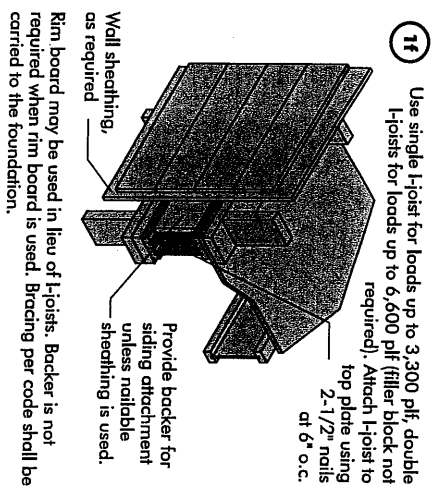 1f
Use single I-joist for loads up to 3,300 plf, double
I-joists for loads up to 6,600 plf (filler block not
required). Attach I-joist to
top plate using
2-1/2" nails
at 6" o.c.
Wall sheathing,
as required
Provide backer for
siding attachment
unless nailable
sheathing is used.
Rim board may be used in lieu of I-joists. Backer is not
required when rim board is used. Bracing per code shall be
carried to the foundation.